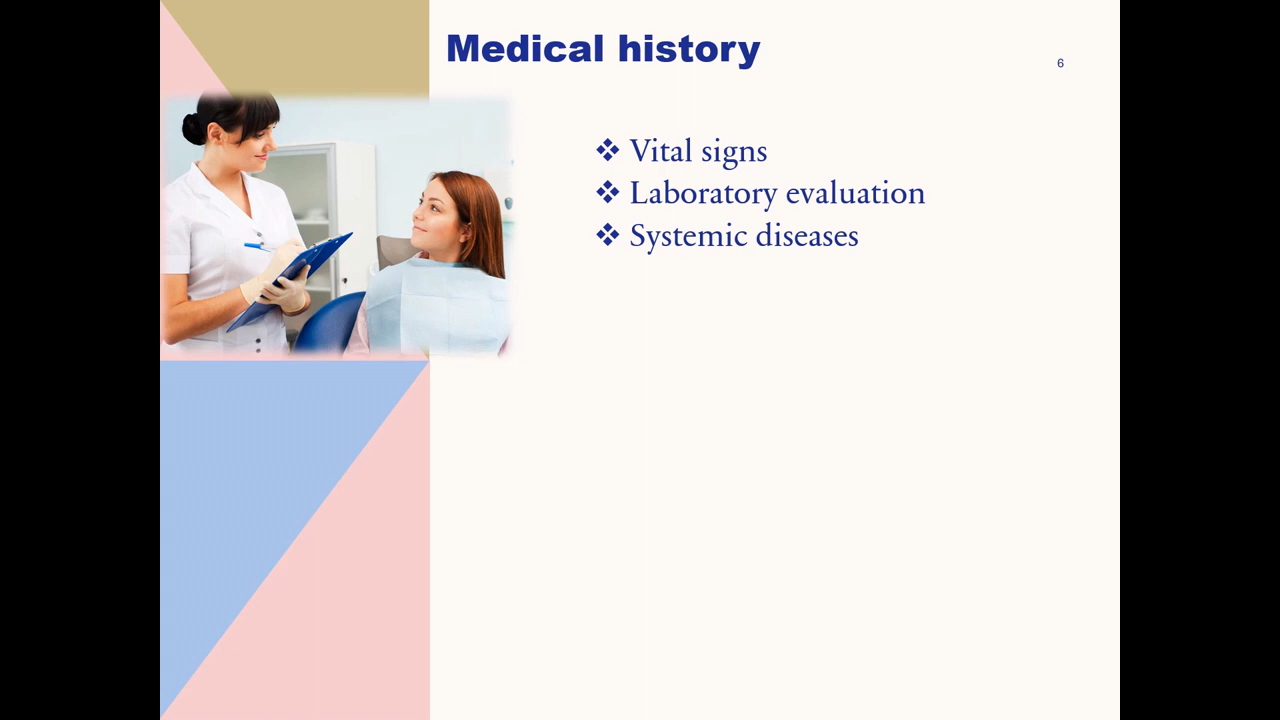 Medical history
6
❖ Vital signs
❖ Laboratory evaluation
❖ Systemic diseases